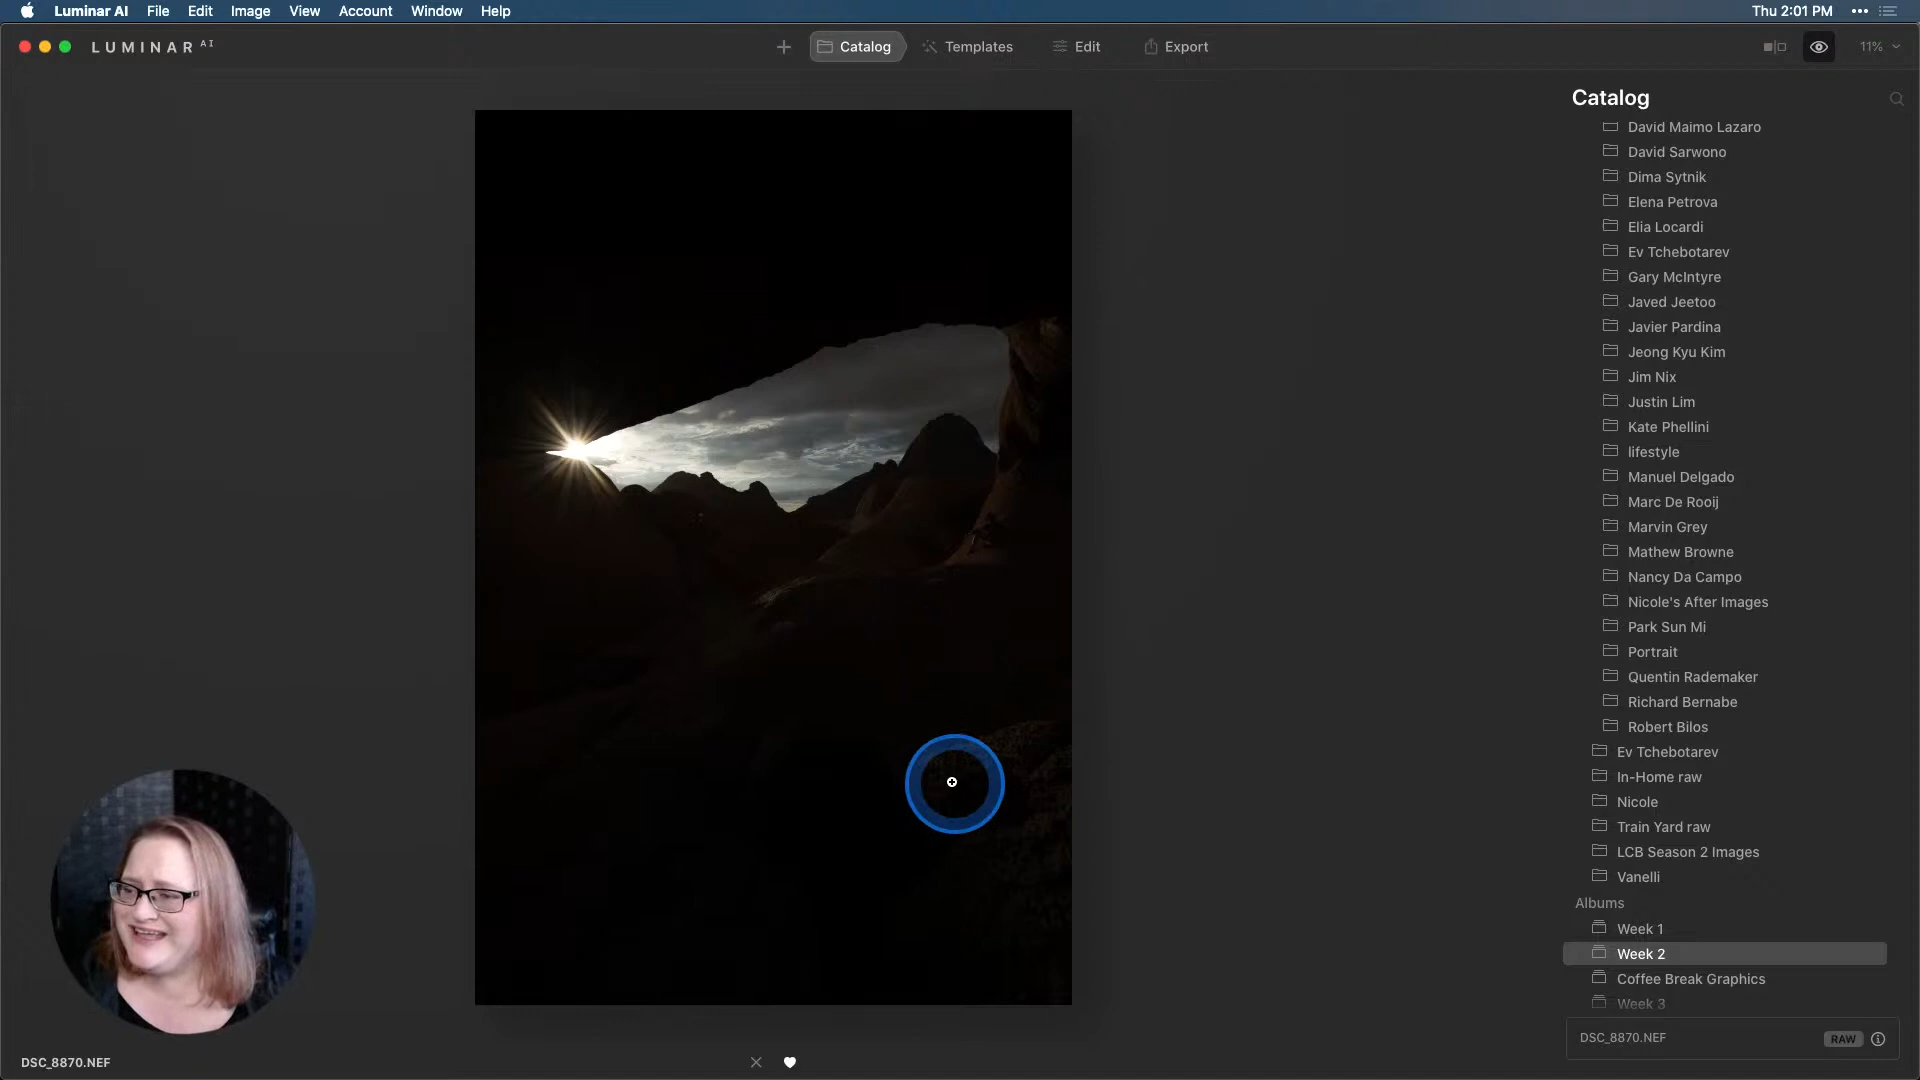 Luminar AI File Edit Image View Account Window Help Thu 2:01 PM
LUMINAR AI
Catalog Templates Edit Export 11%
Catalog
David Maimo Lazaro
David Sarwono
Dima Sytnik
Elena Petrova
Elia Locardi
Ev Tchebotarev
Gary McIntyre
Javed Jeetoo
Javier Pardina
Jeong Kyu Kim
Jim Nix
Justin Lim
Kate Phellini
lifestyle
Manuel Delgado
Marc De Rooij
Marvin Grey
Mathew Browne
Nancy Da Campo
Nicole's After Images
Park Sun Mi
Portrait
Quentin Rademaker
Richard Bernabe
Robert Bilos
Ev Tchebotarev
In-Home raw
Nicole
Train Yard raw
LCB Season 2 Images
Vanelli
Albums
Week 1
Week 2
Coffee Break Graphics
Week 3
DSC_8870.NEF RAW
DSC_8870.NEF